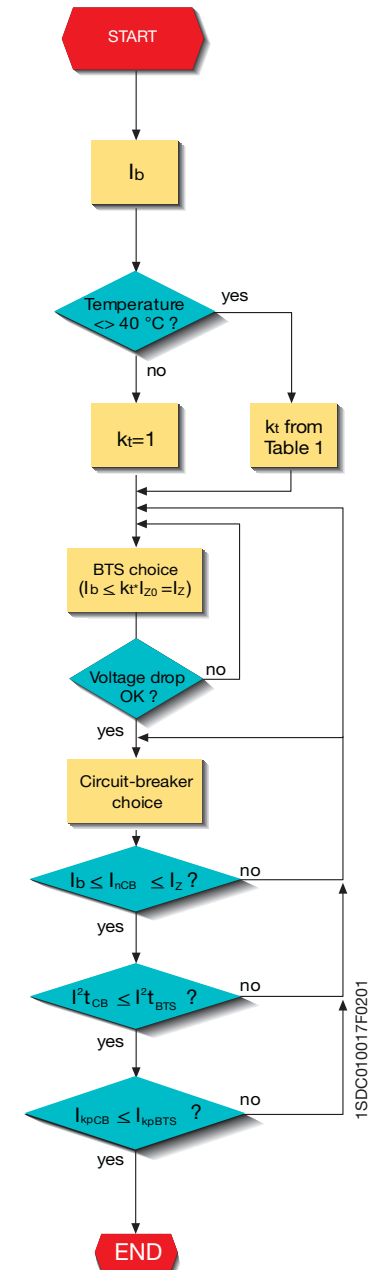 START
Ib
Temperature
<> 40 °C ?
yes
no
kt=1
kt from
Table 1
BTS choice
(Ib ≤ kt*IZ0 =IZ)
Voltage drop
OK ?
no
yes
Circuit-breaker
choice
Ib ≤ InCB ≤ IZ ?
no
yes
I²tCB ≤ I²tBTS ?
no
yes
IkpCB ≤ IkpBTS ?
no
yes
END
1SDC010017F0201